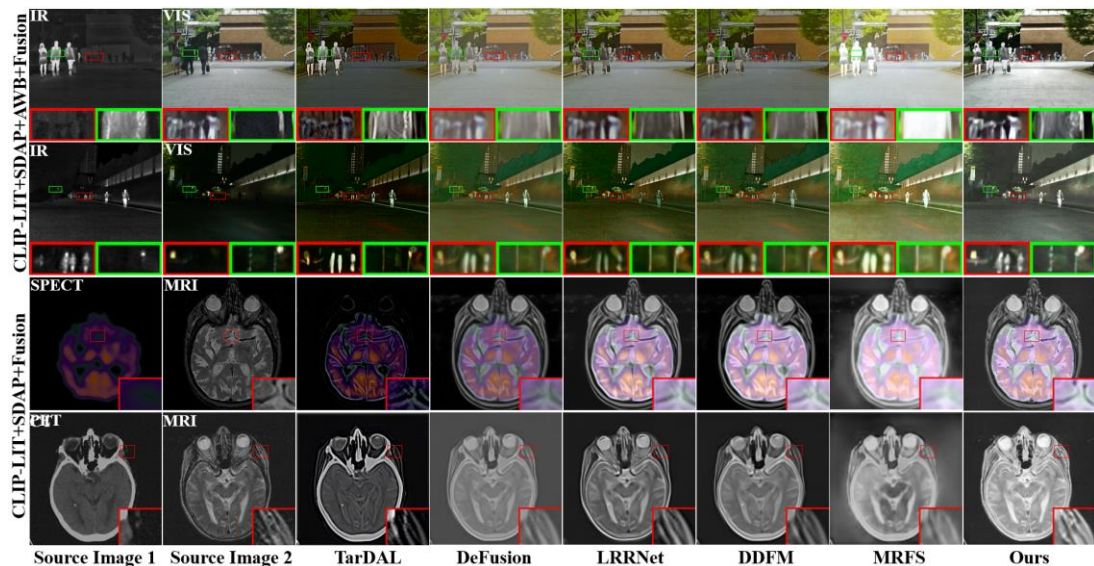 CLIP-LIT+SDAP+AWB+Fusion
IR VIS
IR VIS
CLIP-LIT+SDAP+Fusion
SPECT MRI
MRI
Source Image 1 Source Image 2 TarDAL DeFusion LRRNet DDFM MRFS Ours